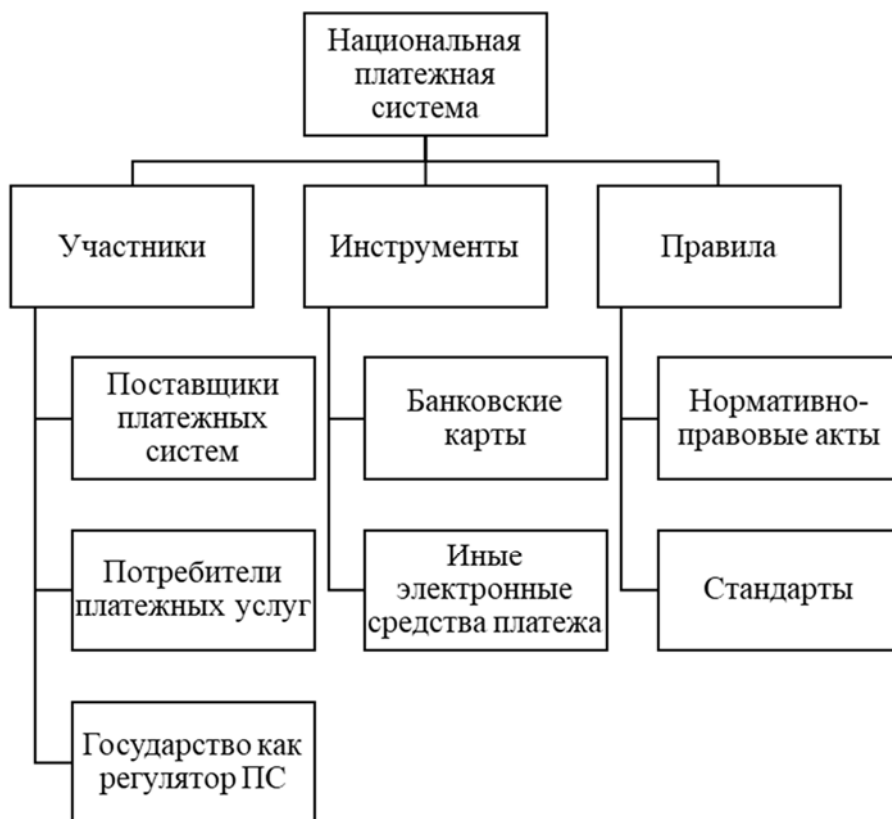 Национальная
платежная
система
Участники
Инструменты
Правила
Поставщики
платежных
систем
Банковские
карты
Нормативно-
правовые акты
Потребители
платежных услуг
Иные
электронные
средства платежа
Стандарты
Государство как
регулятор ПС